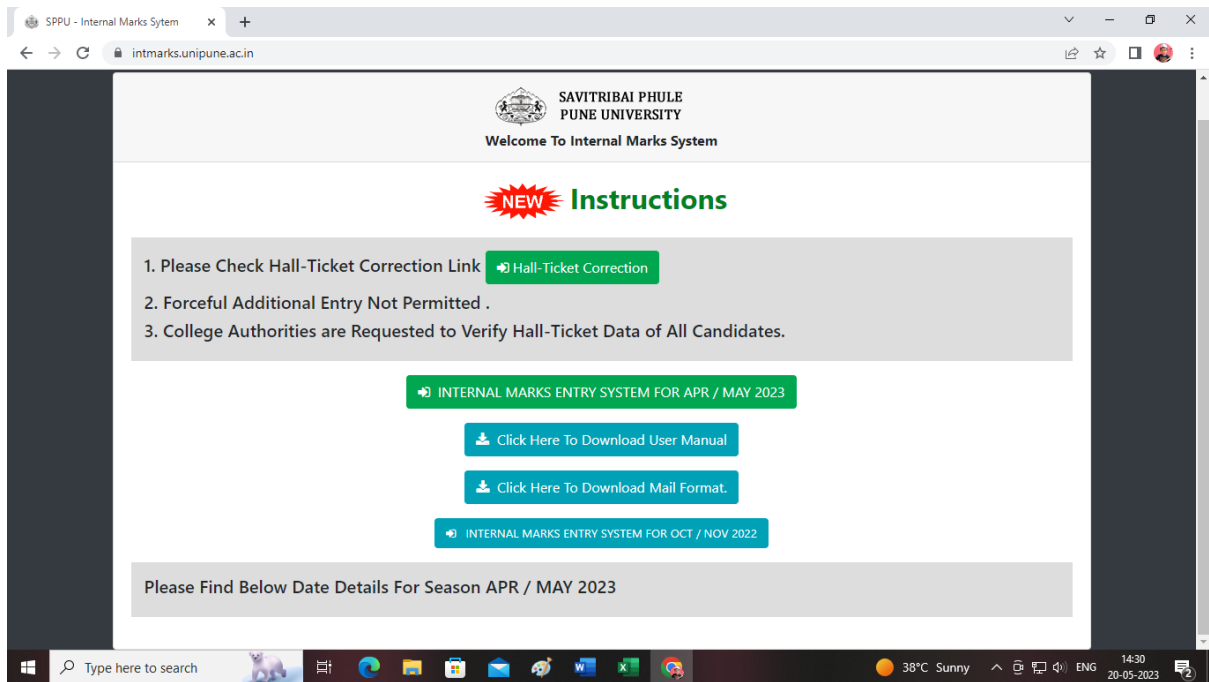 SPPU - Internal Marks Sytem
intmarks.unipune.ac.in
SAVITRIBAI PHULE
PUNE UNIVERSITY
Welcome To Internal Marks System
NEW Instructions
1. Please Check Hall-Ticket Correction Link Hall-Ticket Correction
2. Forceful Additional Entry Not Permitted .
3. College Authorities are Requested to Verify Hall-Ticket Data of All Candidates.
INTERNAL MARKS ENTRY SYSTEM FOR APR / MAY 2023
Click Here To Download User Manual
Click Here To Download Mail Format.
INTERNAL MARKS ENTRY SYSTEM FOR OCT / NOV 2022
Please Find Below Date Details For Season APR / MAY 2023
Type here to search 38°C Sunny ENG 14:30
20-05-2023 2